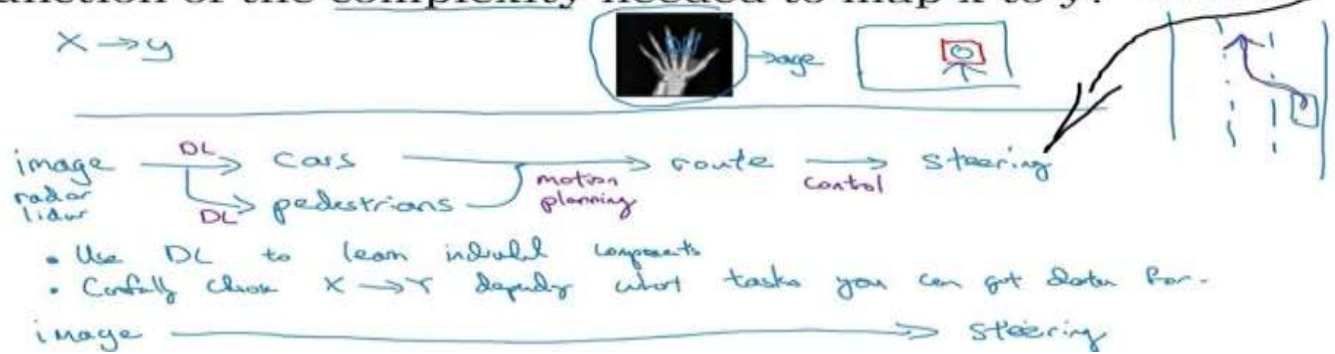 function of the complexity needed to map x to y?
X → y
→ age
image DL → cars → route → steering
radar DL → pedestrians motion planning control
lidar
• Use DL to learn individual components
• Carefully choose X → Y depending what tasks you can get data for.
image → steering